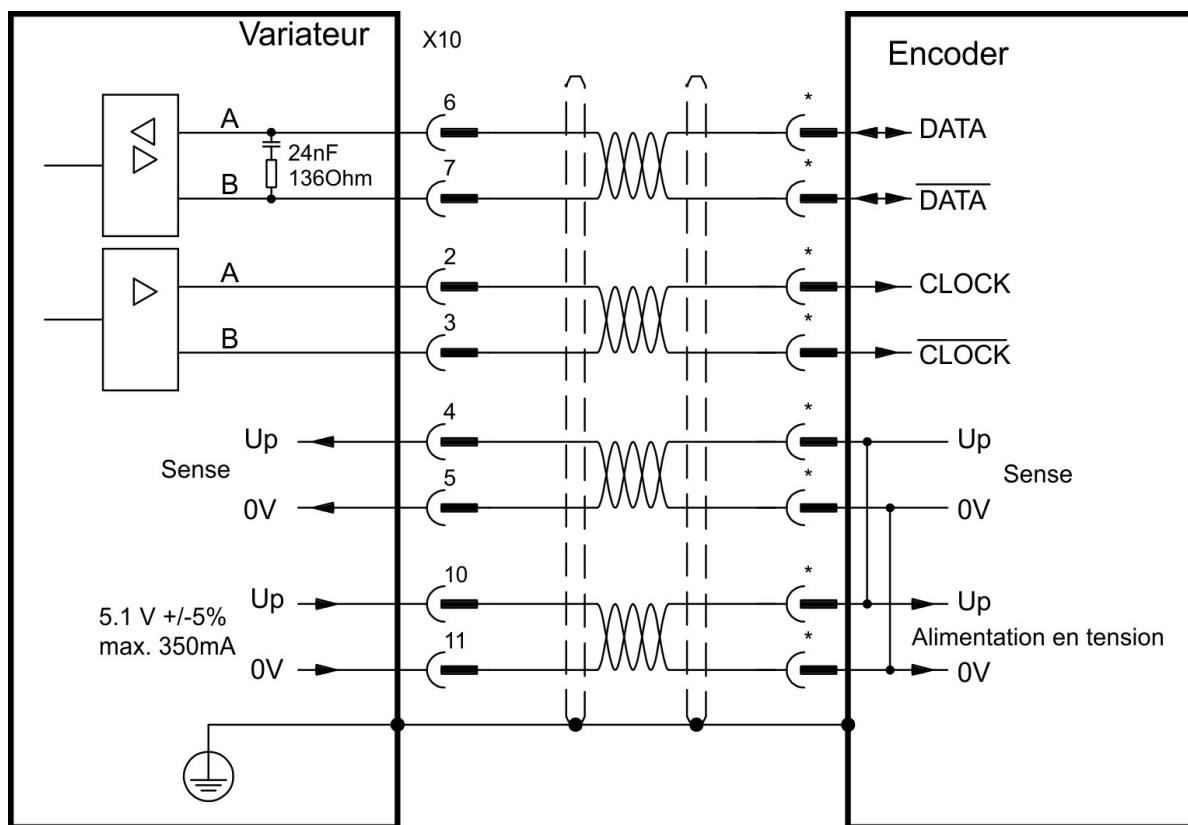 Variateur
X10
Encoder
A
6
*
DATA
24nF
136Ohm
B
7
*
DATA
A
2
*
CLOCK
B
3
*
CLOCK
Up
4
*
Up
Sense
Sense
0V
5
*
0V
5.1 V +/-5%
max. 350mA
Up
10
*
Up
Alimentation en tension
0V
11
*
0V